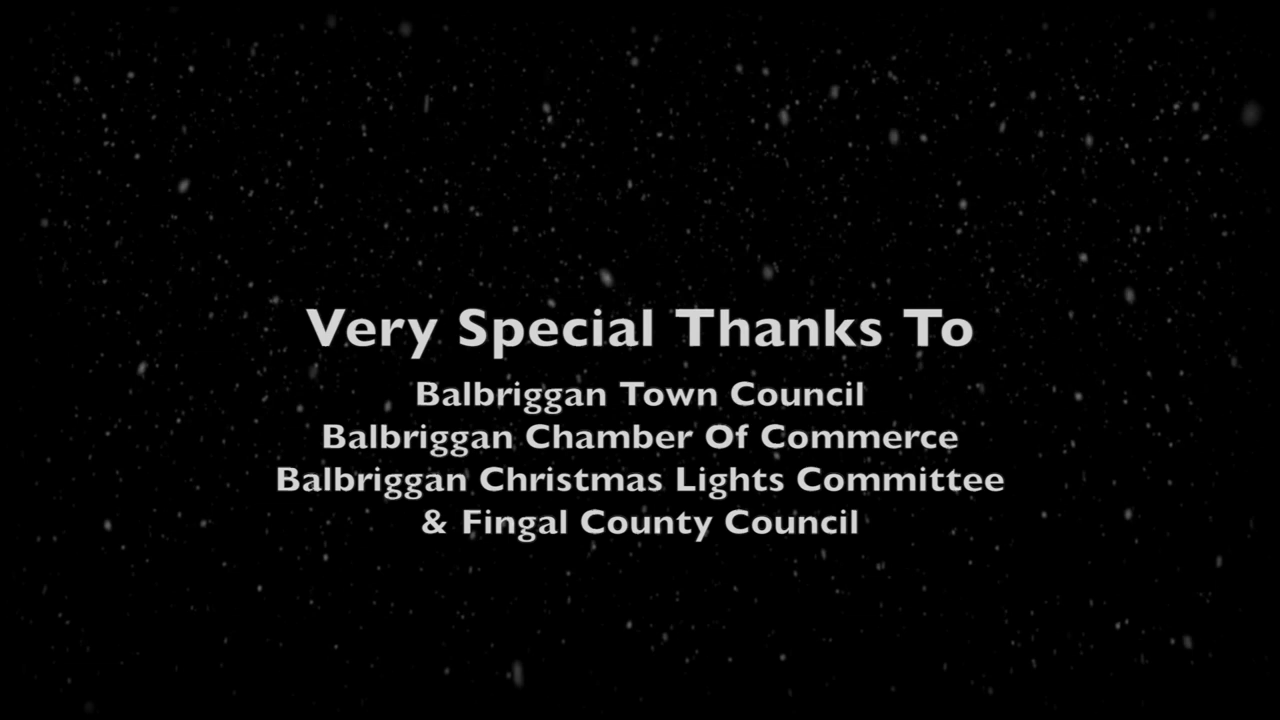 Very Special Thanks To
Balbriggan Town Council
Balbriggan Chamber Of Commerce
Balbriggan Christmas Lights Committee
& Fingal County Council